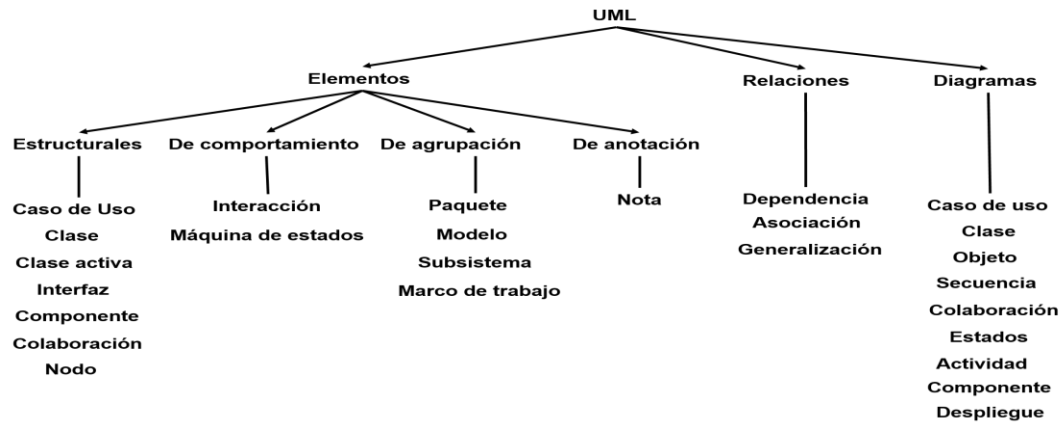 UML
Elementos
Relaciones
Diagramas
Estructurales
De comportamiento
De agrupación
De anotación
Caso de Uso
Clase
Clase activa
Interfaz
Componente
Colaboración
Nodo
Interacción
Máquina de estados
Paquete
Modelo
Subsistema
Marco de trabajo
Nota
Dependencia
Asociación
Generalización
Caso de uso
Clase
Objeto
Secuencia
Colaboración
Estados
Actividad
Componente
Despliegue